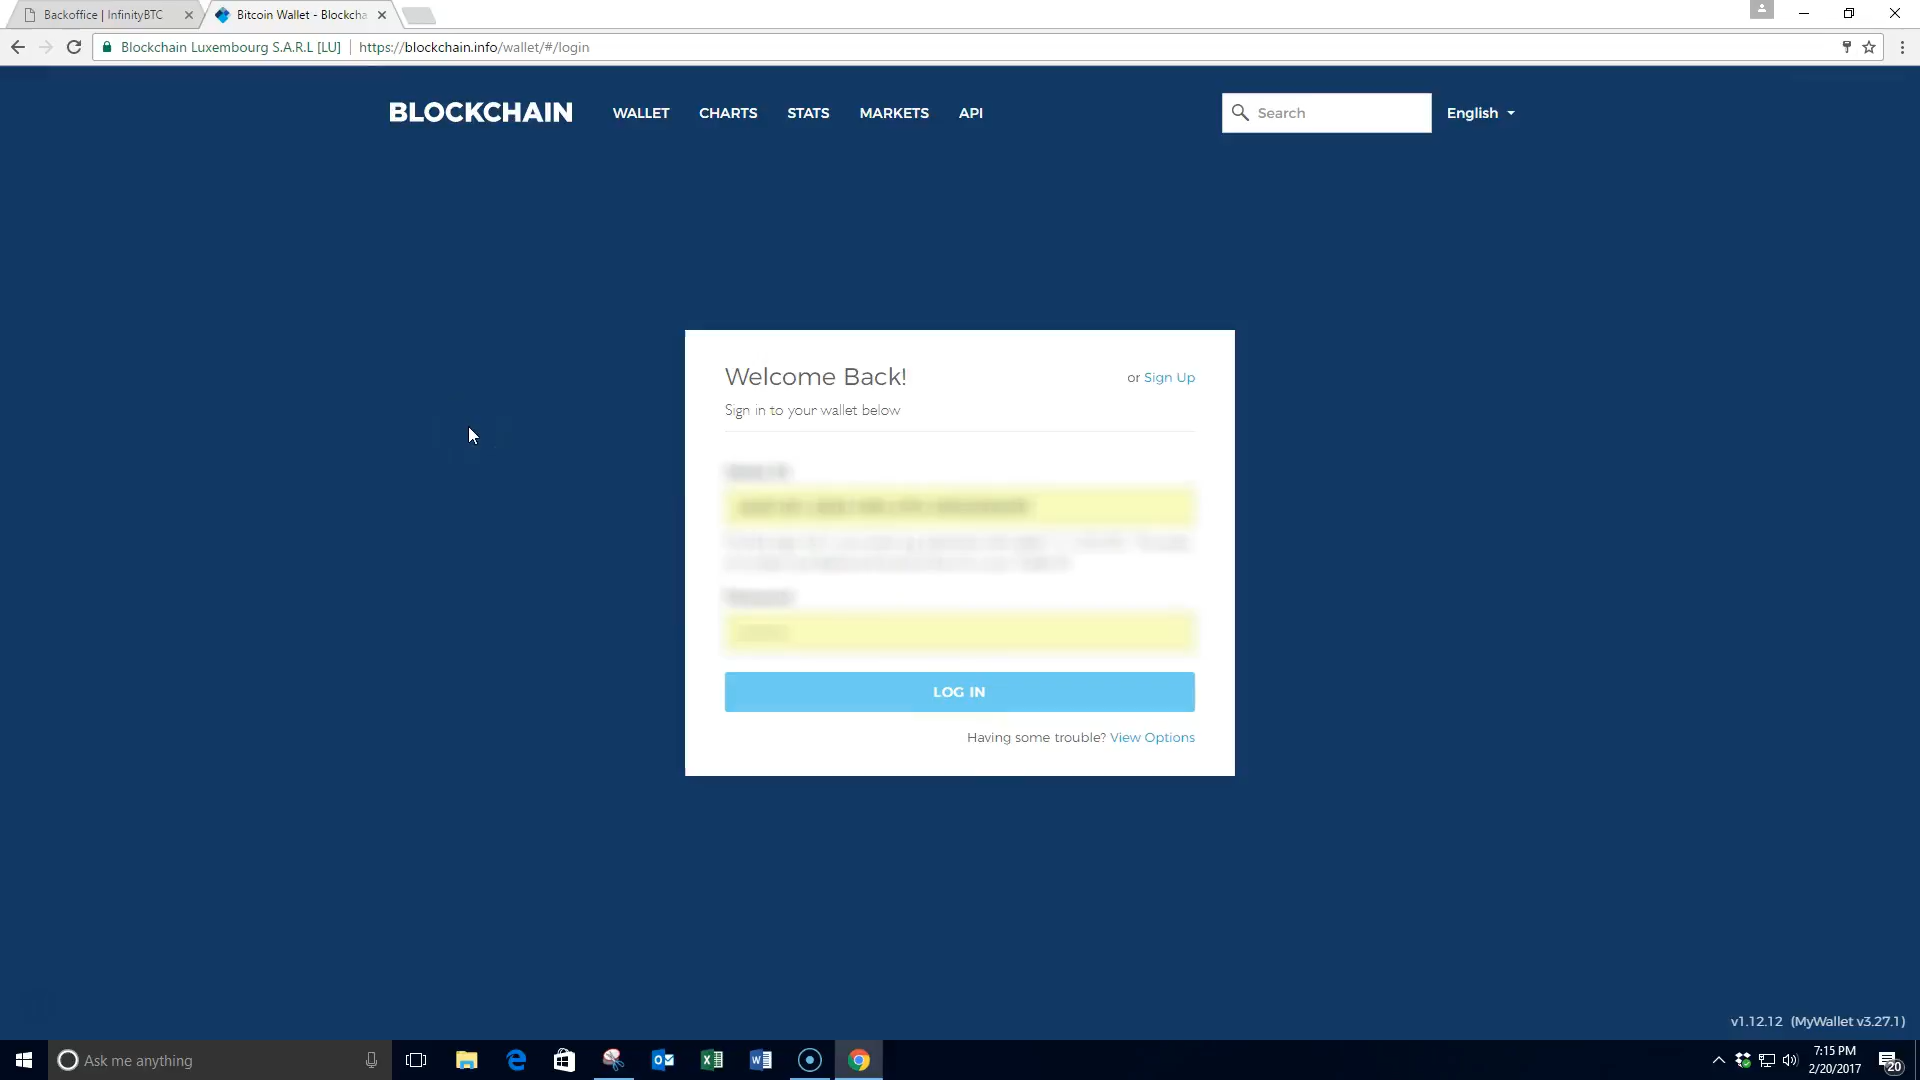 Backoffice | InfinityBTC
Bitcoin Wallet - Blockcha
Blockchain Luxembourg S.A.R.L [LU]
https://blockchain.info/wallet/#/login
BLOCKCHAIN
WALLET
CHARTS
STATS
MARKETS
API
Search
English
Welcome Back!
or Sign Up
Sign in to your wallet below
LOG IN
Having some trouble? View Options
v1.12.12 (MyWallet v3.27.1)
Ask me anything
7:15 PM
2/20/2017
20